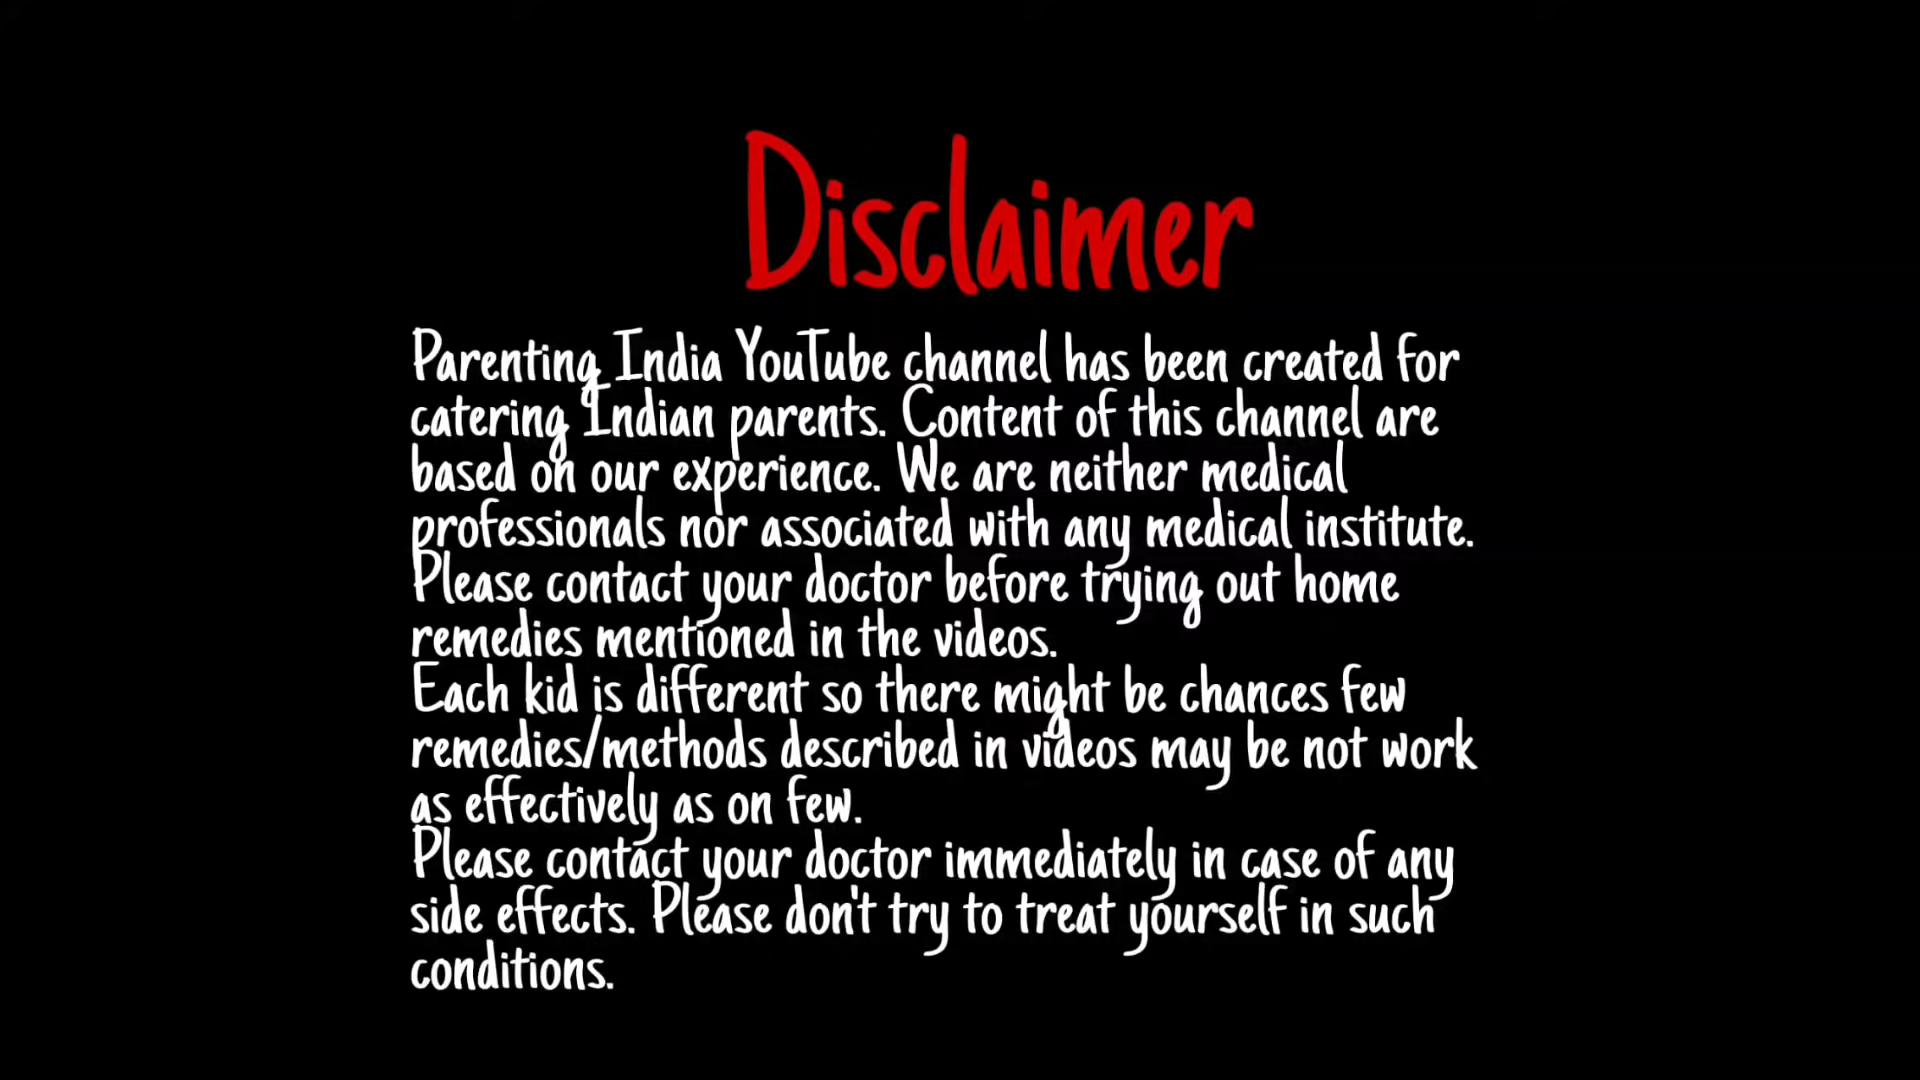 Disclaimer
Parenting India YouTube channel has been created for
catering Indian parents. Content of this channel are
based on our experience. We are neither medical
professionals nor associated with any medical institute.
Please contact your doctor before trying out home
remedies mentioned in the videos.
Each kid is different so there might be chances few
remedies/methods described in videos may be not work
as effectively as on few.
Please contact your doctor immediately in case of any
side effects. Please don't try to treat yourself in such
conditions.